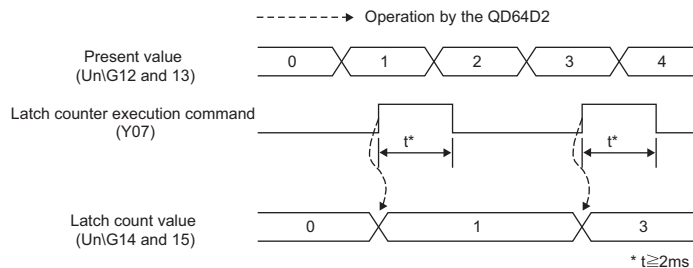 Operation by the QD64D2
Present value
(Un\G12 and 13)
0 1 2 3 4
Latch counter execution command
(Y07)
t* t*
Latch count value
(Un\G14 and 15)
0 1 3
* t≧2ms